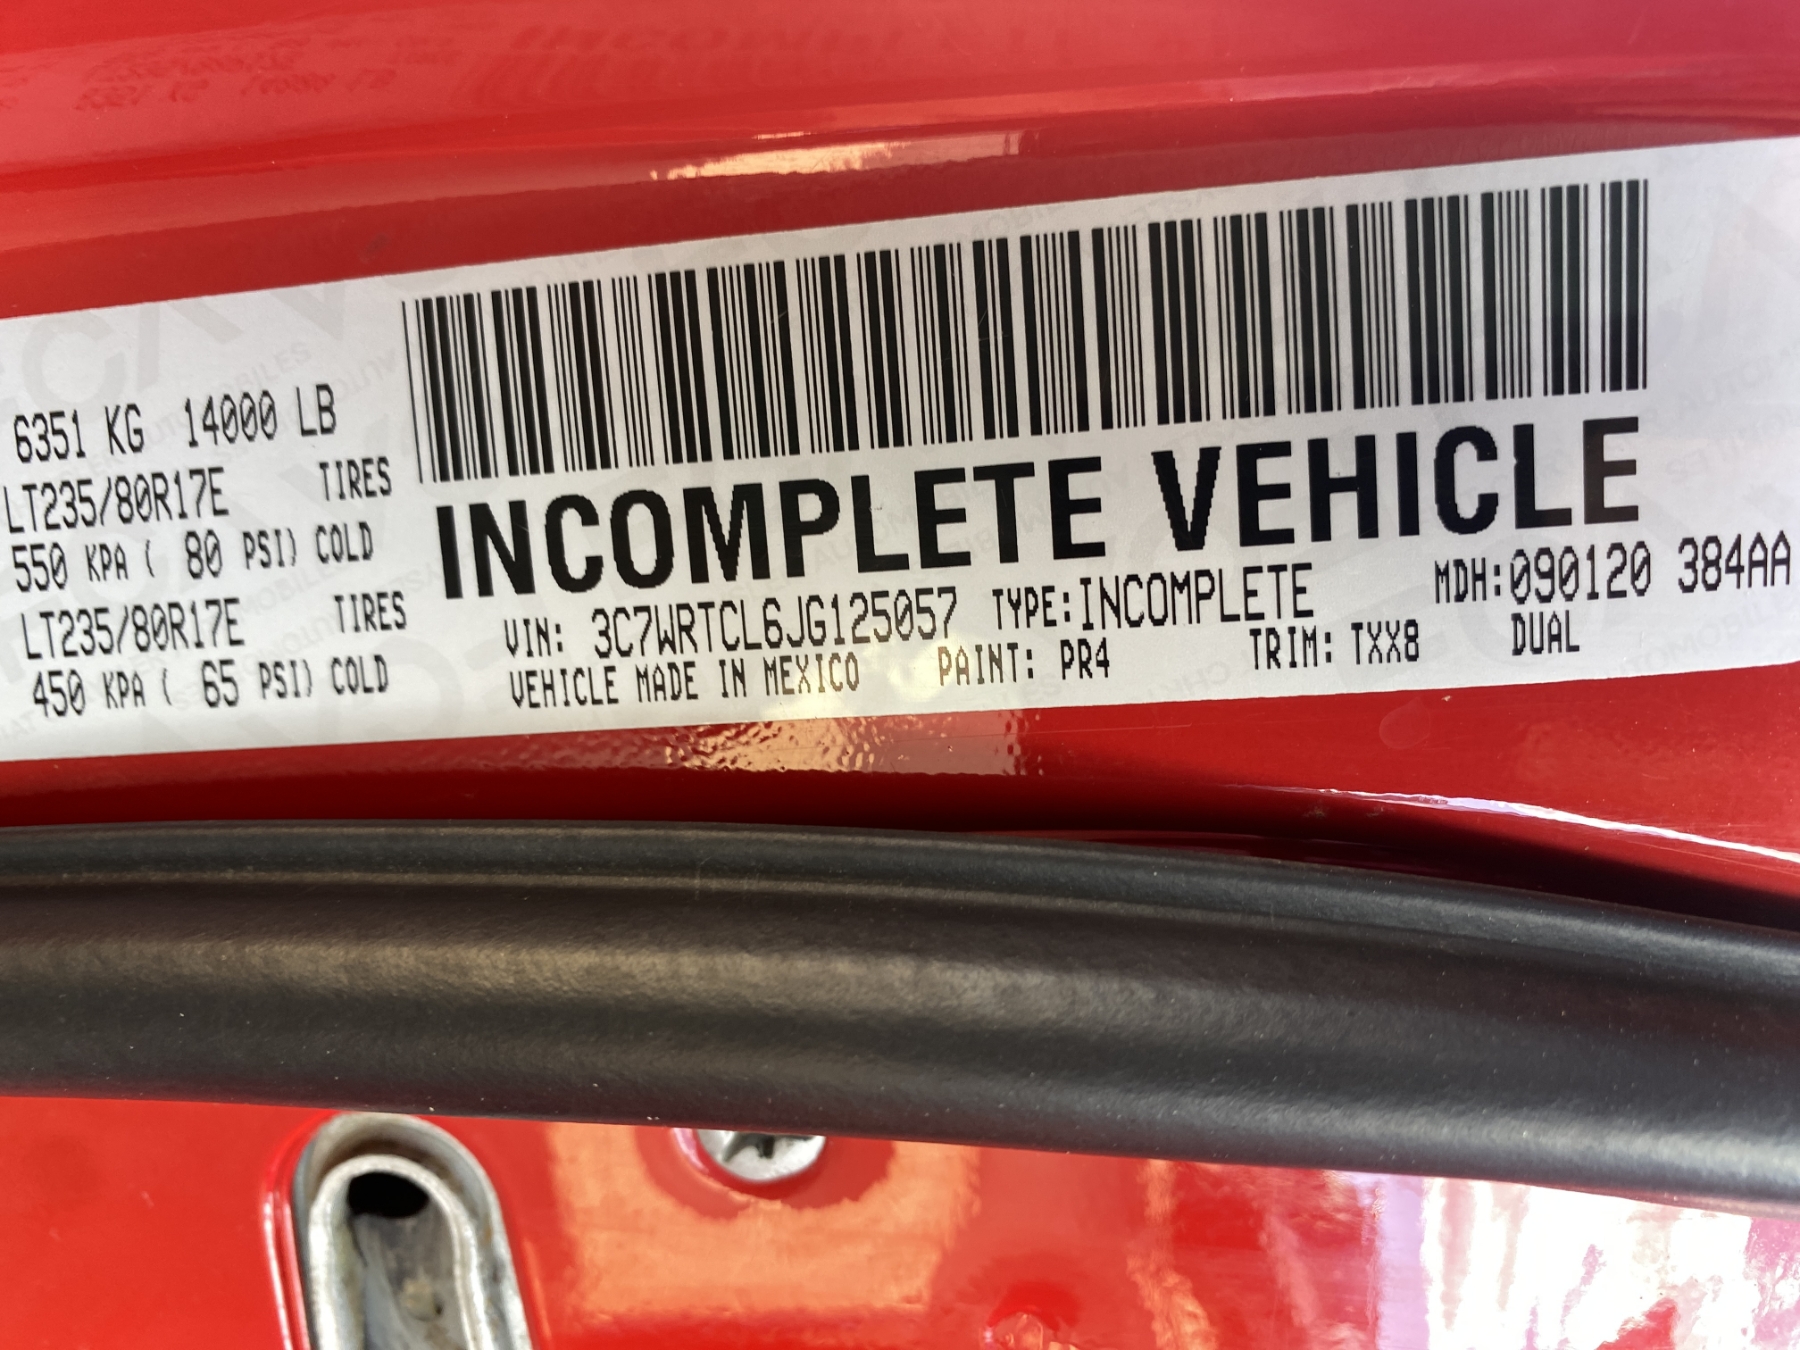 6351 KG 14000 LB
LT235/80R17E TIRES
550 KPA ( 80 PSI) COLD
LT235/80R17E TIRES
450 KPA ( 65 PSI) COLD
INCOMPLETE VEHICLE
VIN: 3C7WRTCL6JG125057 TYPE:INCOMPLETE MDH:090120 384AA
VEHICLE MADE IN MEXICO PAINT: PR4 TRIM: TXX8 DUAL